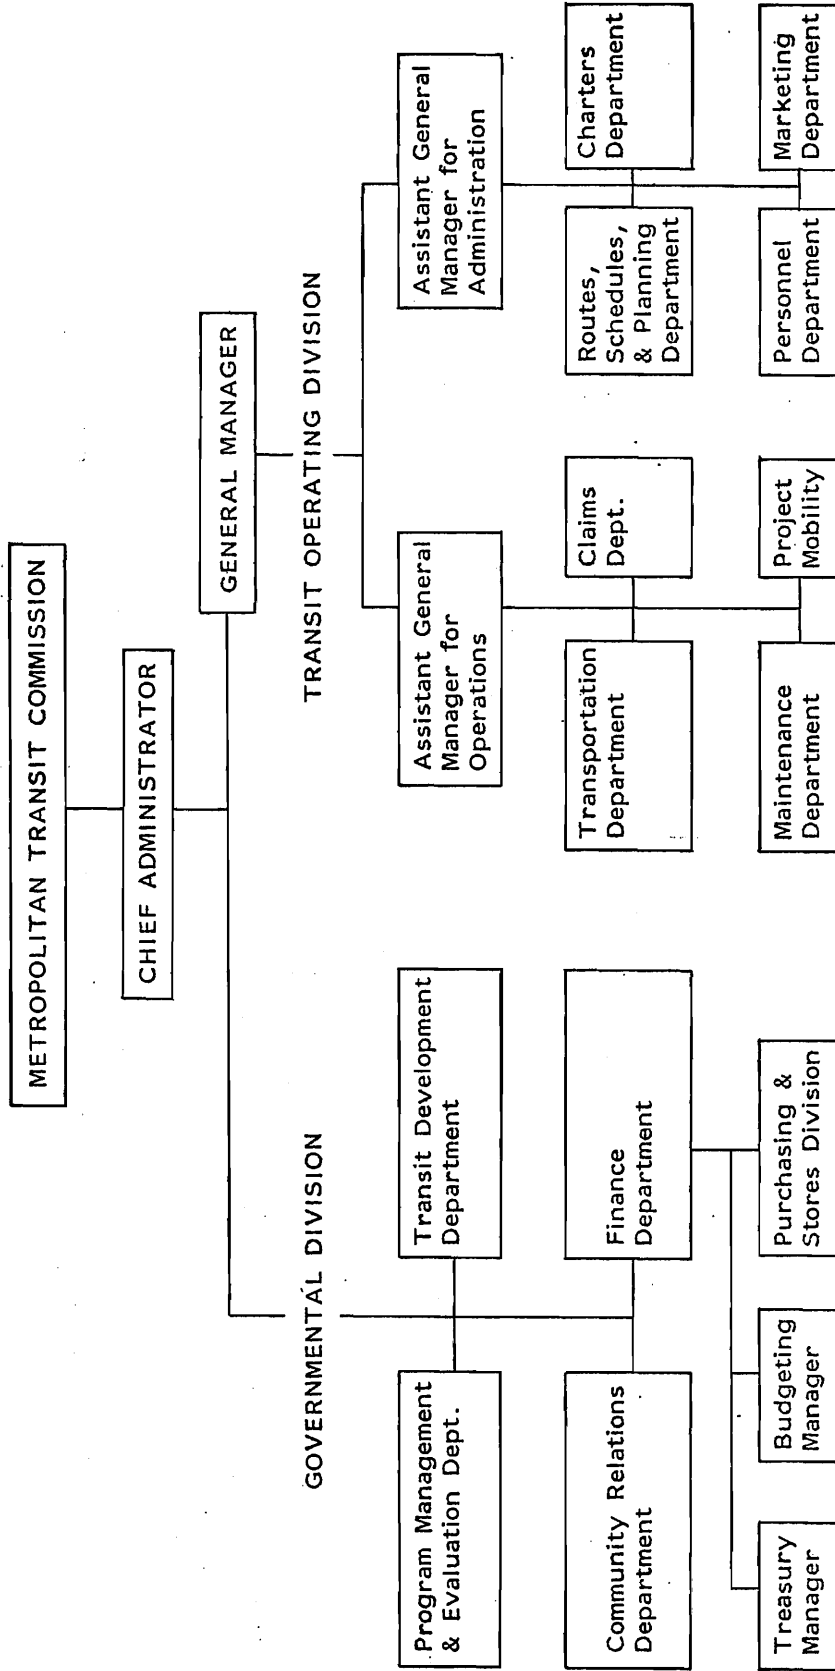 METROPOLITAN TRANSIT COMMISSION
CHIEF ADMINISTRATOR
GENERAL MANAGER
GOVERNMENTAL DIVISION
TRANSIT OPERATING DIVISION
Program Management
& Evaluation Dept.
Transit Development
Department
Community Relations
Department
Finance
Department
Treasury
Manager
Budgeting
Manager
Purchasing &
Stores Division
Assistant General
Manager for
Operations
Assistant General
Manager for
Administration
Transportation
Department
Claims
Dept.
Maintenance
Department
Project
Mobility
Routes,
Schedules,
& Planning
Department
Charters
Department
Personnel
Department
Marketing
Department